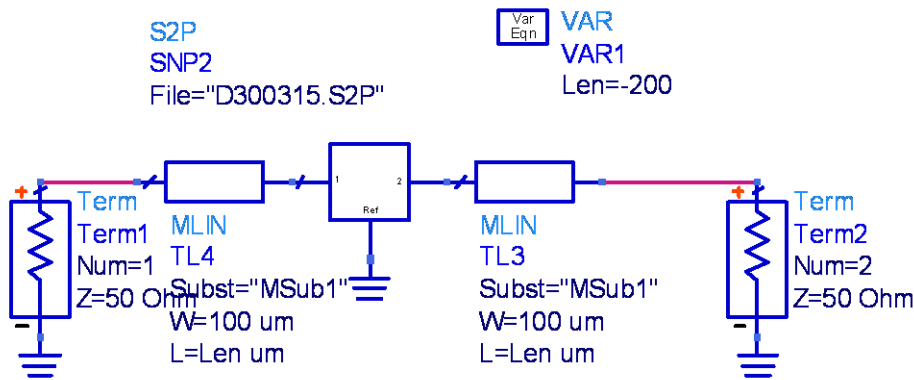 S2P
SNP2
File="D300315.S2P"
Var
Eqn
VAR
VAR1
Len=-200
+
Term
Term1
Num=1
Z=50 Ohm
-
MLIN
TL4
Subst="MSub1"
W=100 um
L=Len um
1
2
Ref
MLIN
TL3
Subst="MSub1"
W=100 um
L=Len um
+
Term
Term2
Num=2
Z=50 Ohm
-